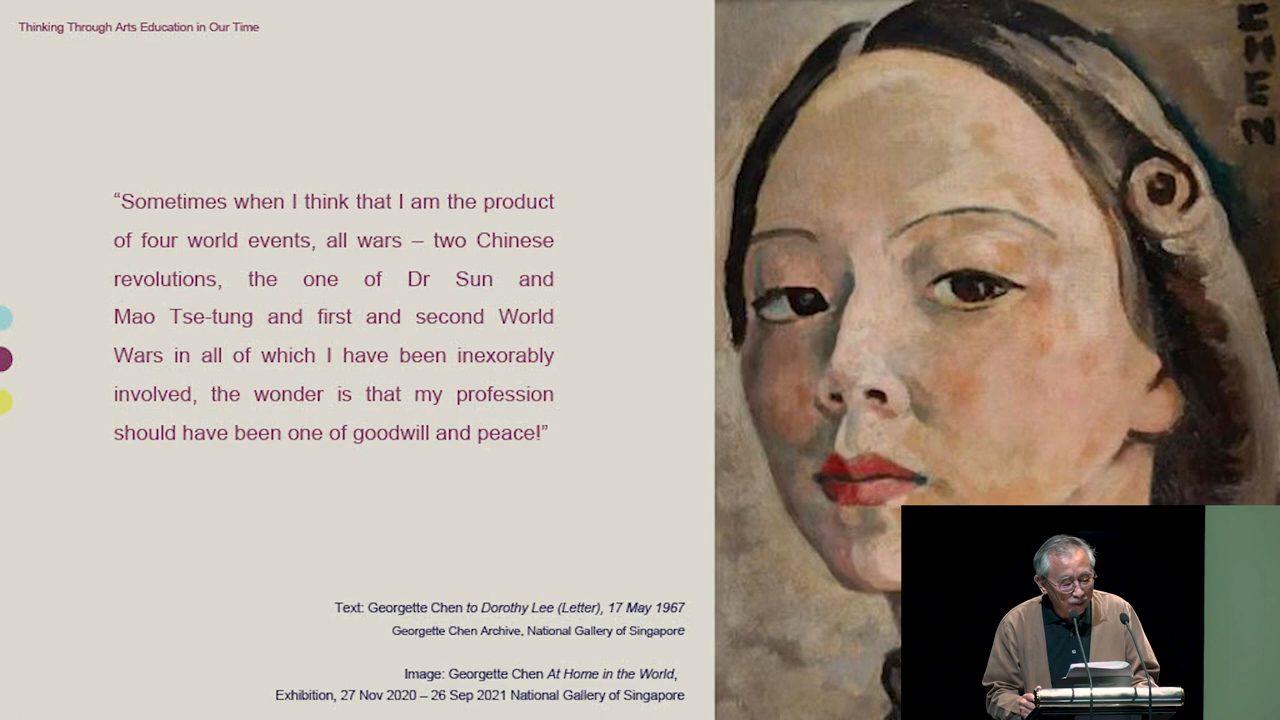 Thinking Through Arts Education in Our Time
“Sometimes when I think that I am the product
of four world events, all wars – two Chinese
revolutions, the one of Dr Sun and
Mao Tse-tung and first and second World
Wars in all of which I have been inexorably
involved, the wonder is that my profession
should have been one of goodwill and peace!”
Text: Georgette Chen to Dorothy Lee (Letter), 17 May 1967
Georgette Chen Archive, National Gallery of Singapore
Image: Georgette Chen At Home in the World,
Exhibition, 27 Nov 2020 – 26 Sep 2021 National Gallery of Singapore
CHEN